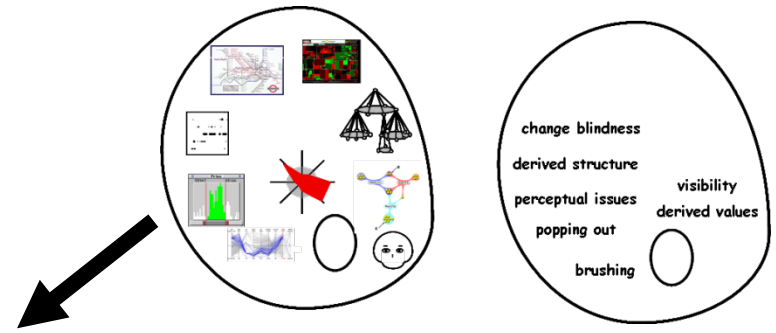 change blindness
derived structure
perceptual issues
popping out
brushing
visibility
derived values